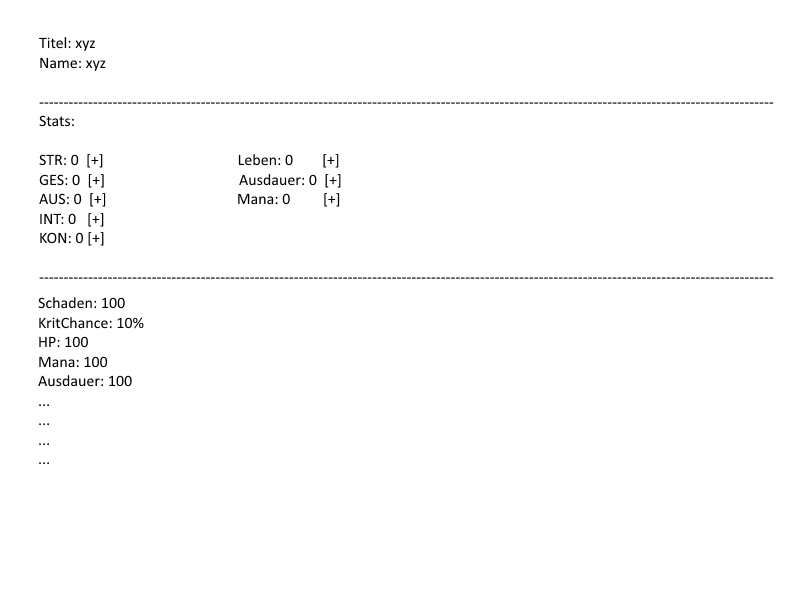 Titel: xyz
Name: xyz
--------------------------------------------------------------------------------------------------------------------------------------------------------
Stats:
STR: 0 [+] Leben: 0 [+]
GES: 0 [+] Ausdauer: 0 [+]
AUS: 0 [+] Mana: 0 [+]
INT: 0 [+]
KON: 0 [+]
--------------------------------------------------------------------------------------------------------------------------------------------------------
Schaden: 100
KritChance: 10%
HP: 100
Mana: 100
Ausdauer: 100
...
...
...
...